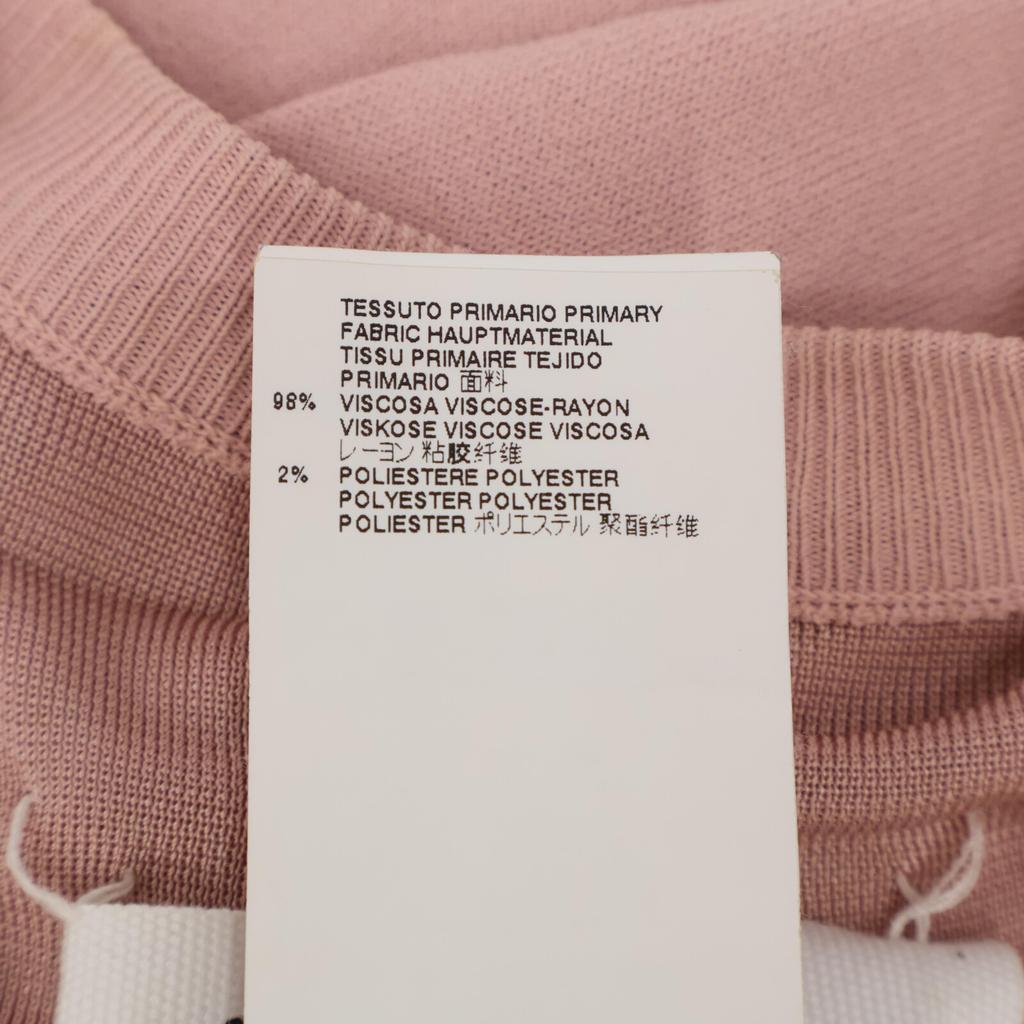 TESSUTO PRIMARIO PRIMARY
FABRIC HAUPTMATERIAL
TISSU PRIMAIRE TEJIDO
PRIMARIO 面料
98% VISCOSA VISCOSE-RAYON
VISKOSE VISCOSE VISCOSA
レーヨン 粘胶纤维
2% POLIESTERE POLYESTER
POLYESTER POLYESTER
POLIESTER ポリエステル 聚酯纤维